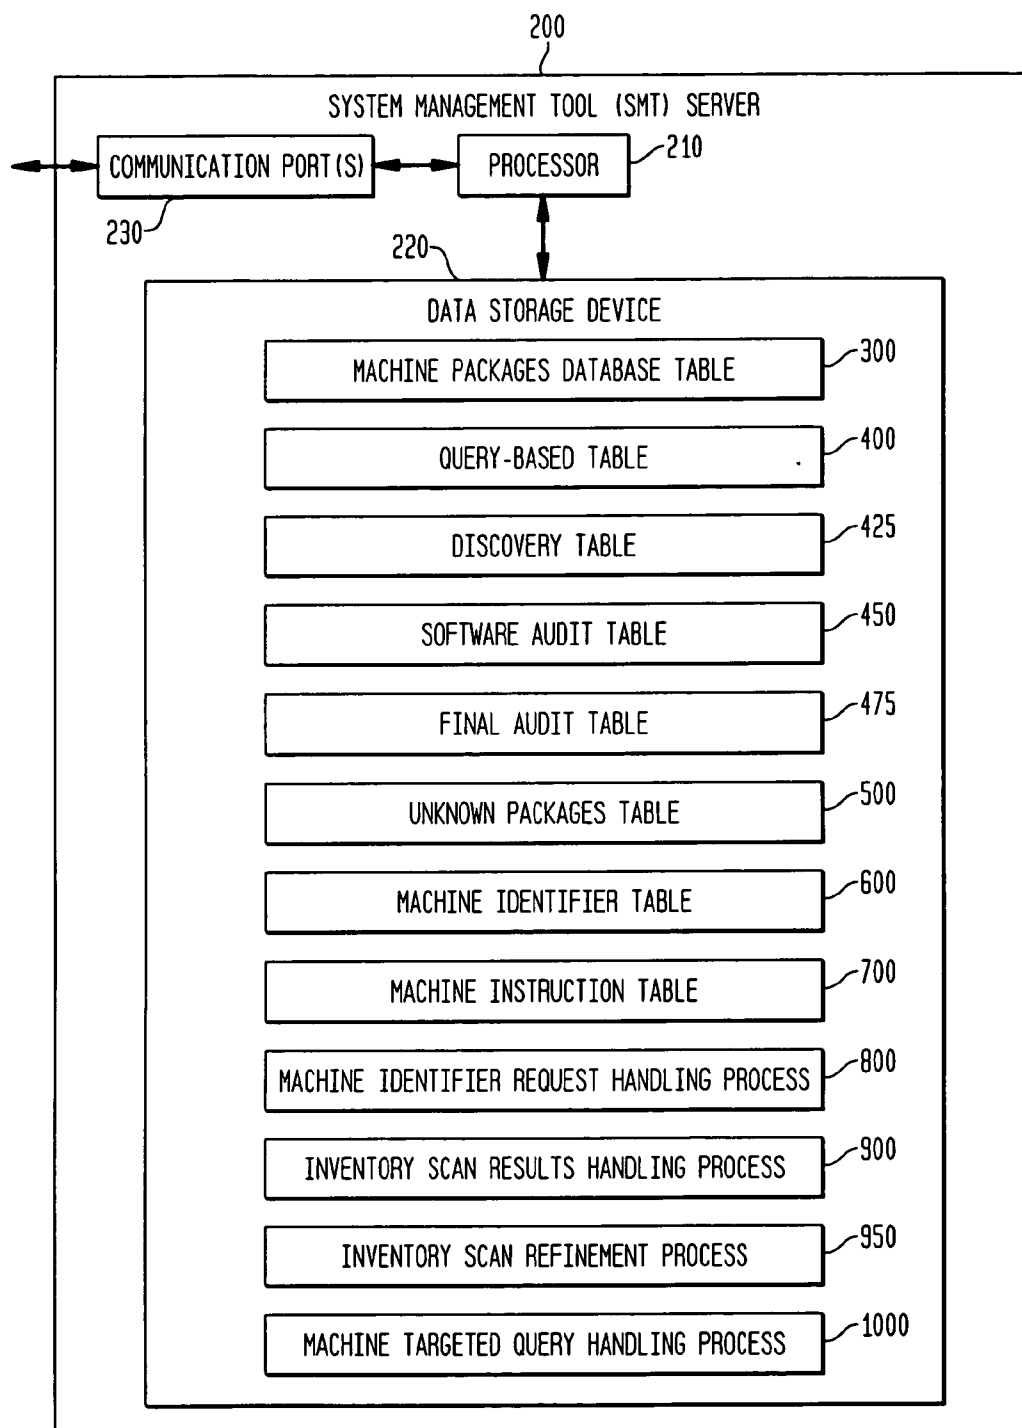 200
SYSTEM MANAGEMENT TOOL (SMT) SERVER
COMMUNICATION PORT(S)
PROCESSOR
210
230
220
DATA STORAGE DEVICE
MACHINE PACKAGES DATABASE TABLE
300
QUERY-BASED TABLE
400
DISCOVERY TABLE
425
SOFTWARE AUDIT TABLE
450
FINAL AUDIT TABLE
475
UNKNOWN PACKAGES TABLE
500
MACHINE IDENTIFIER TABLE
600
MACHINE INSTRUCTION TABLE
700
MACHINE IDENTIFIER REQUEST HANDLING PROCESS
800
INVENTORY SCAN RESULTS HANDLING PROCESS
900
INVENTORY SCAN REFINEMENT PROCESS
950
MACHINE TARGETED QUERY HANDLING PROCESS
1000